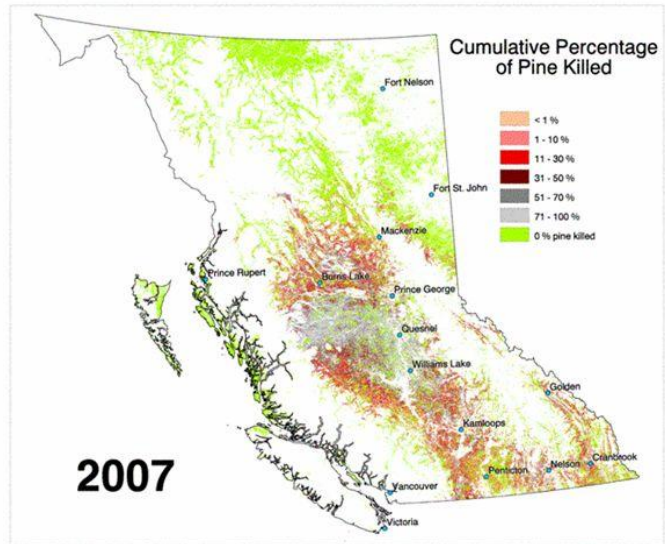 Cumulative Percentage
of Pine Killed
Fort Nelson
< 1 %
1 - 10 %
11 - 30 %
31 - 50 %
51 - 70 %
71 - 100 %
0 % pine killed
Fort St. John
Mackenzie
Prince Rupert
Burns Lake
Prince George
Quesnel
Williams Lake
Golden
Kamloops
Cranbrook
Nelson
Penticton
2007
Vancouver
Victoria